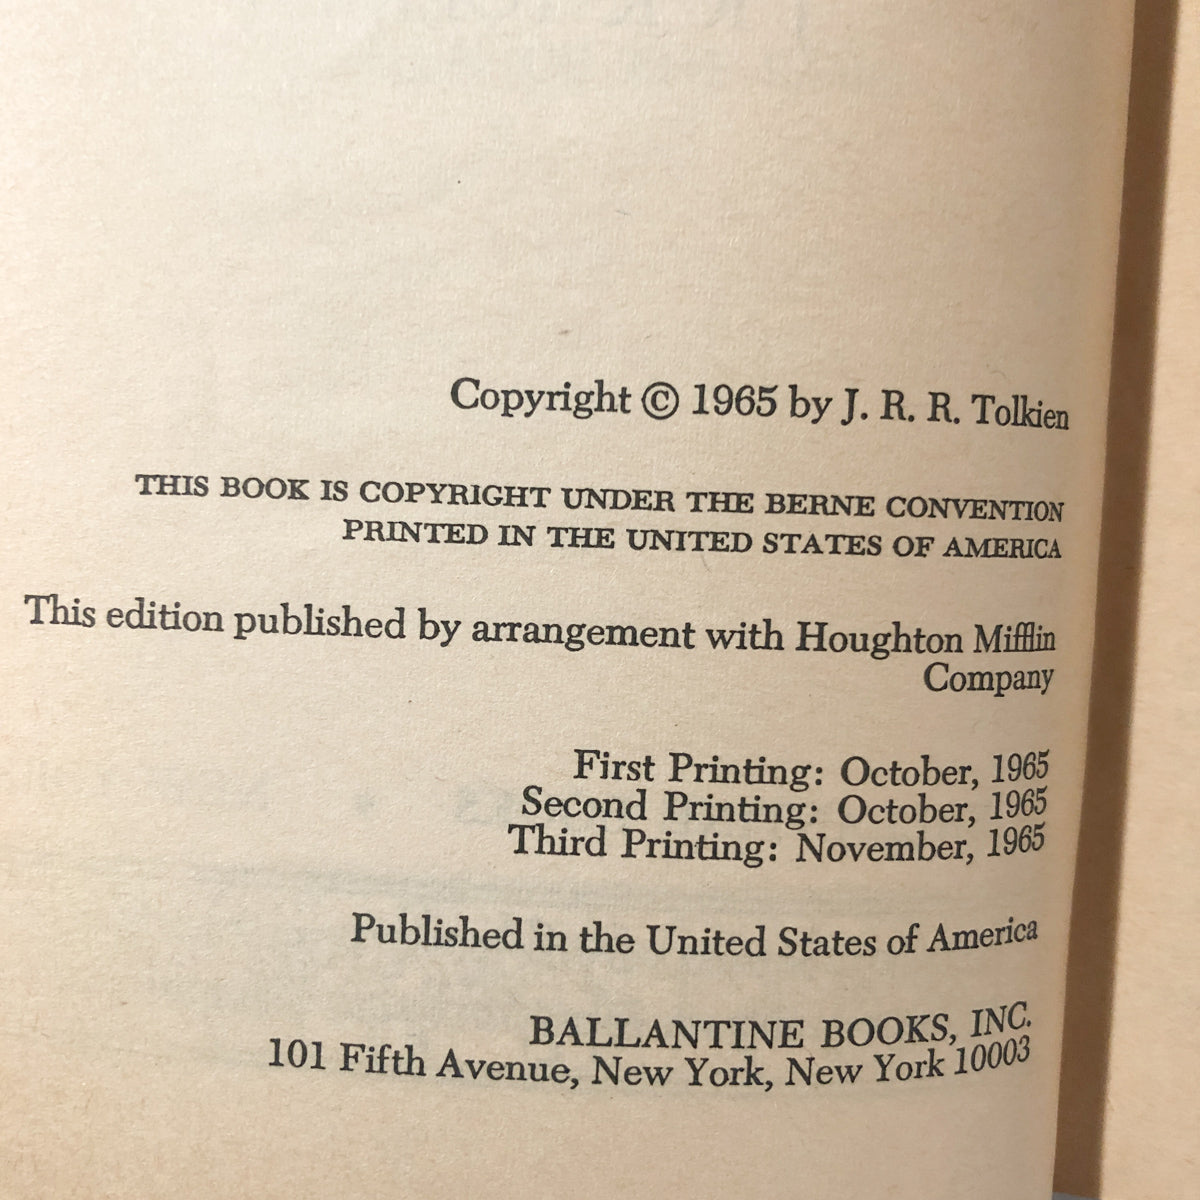 Copyright © 1965 by J. R. R. Tolkien
THIS BOOK IS COPYRIGHT UNDER THE BERNE CONVENTION
PRINTED IN THE UNITED STATES OF AMERICA
This edition published by arrangement with Houghton Mifflin
Company
First Printing: October, 1965
Second Printing: October, 1965
Third Printing: November, 1965
Published in the United States of America
BALLANTINE BOOKS, INC.
101 Fifth Avenue, New York, New York 10003